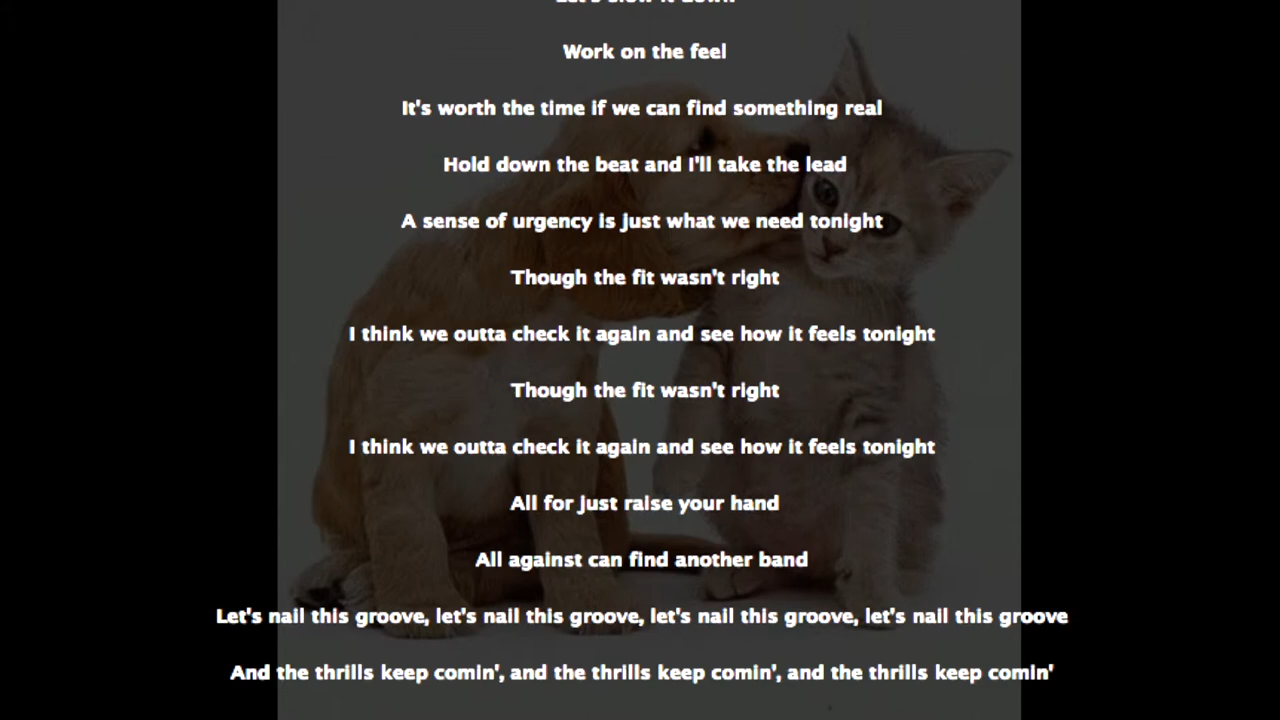 Let's slow it down
Work on the feel
It's worth the time if we can find something real
Hold down the beat and I'll take the lead
A sense of urgency is just what we need tonight
Though the fit wasn't right
I think we outta check it again and see how it feels tonight
Though the fit wasn't right
I think we outta check it again and see how it feels tonight
All for just raise your hand
All against can find another band
Let's nail this groove, let's nail this groove, let's nail this groove, let's nail this groove
And the thrills keep comin', and the thrills keep comin', and the thrills keep comin'